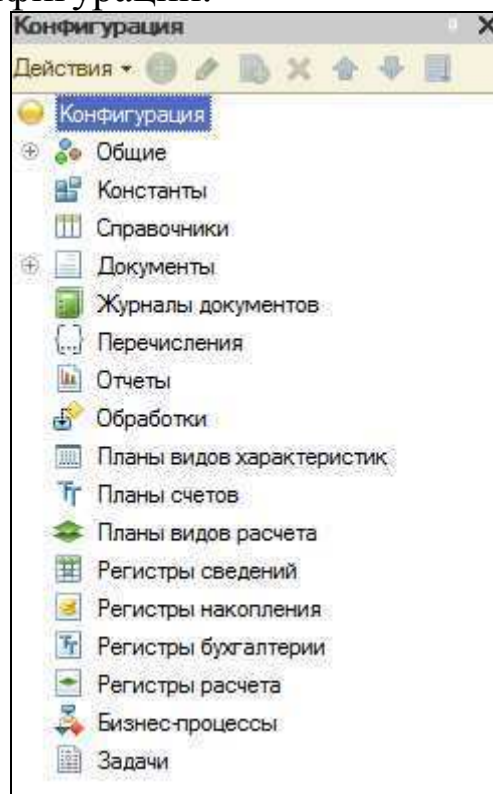 Конфигурация
Действия
Конфигурация
Общие
Константы
Справочники
Документы
Журналы документов
Перечисления
Отчеты
Обработки
Планы видов характеристик
Планы счетов
Планы видов расчета
Регистры сведений
Регистры накопления
Регистры бухгалтерии
Регистры расчета
Бизнес-процессы
Задачи